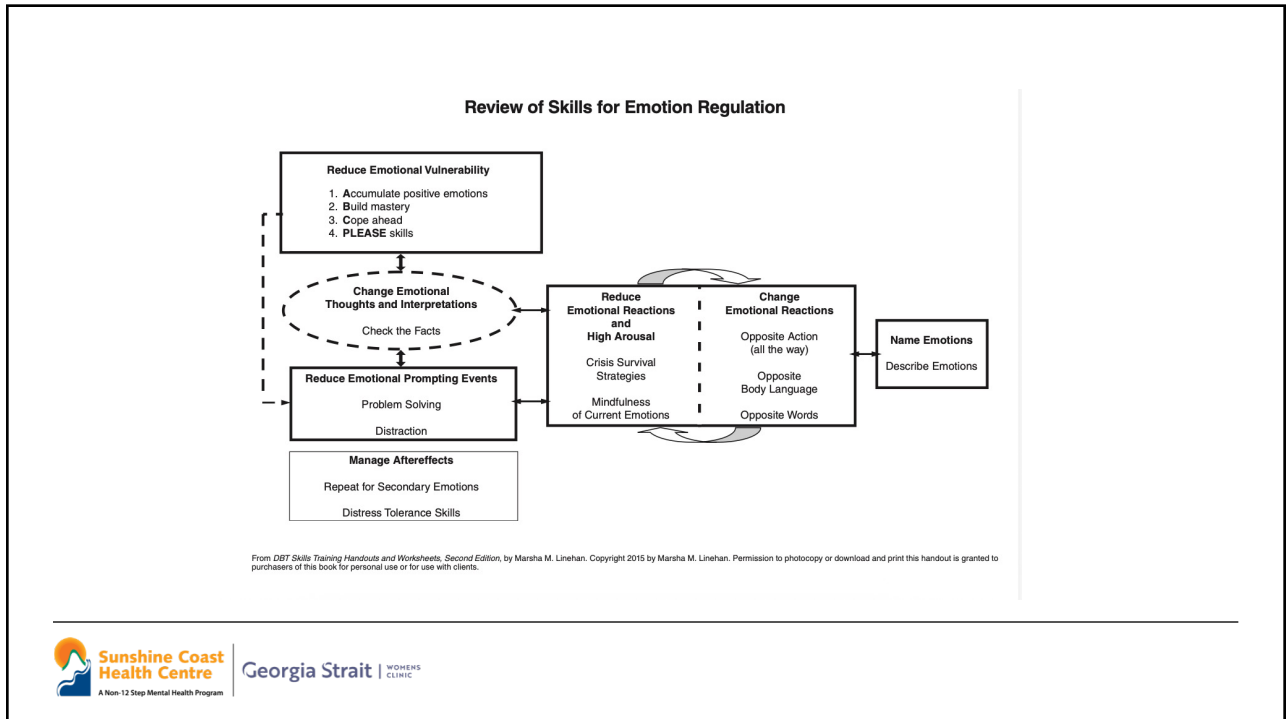 Review of Skills for Emotion Regulation
Reduce Emotional Vulnerability
1. Accumulate positive emotions
2. Build mastery
3. Cope ahead
4. PLEASE skills
Change Emotional
Thoughts and Interpretations
Check the Facts
Reduce Emotional Prompting Events
Problem Solving
Distraction
Manage Aftereffects
Repeat for Secondary Emotions
Distress Tolerance Skills
Reduce
Emotional Reactions
and
High Arousal
Crisis Survival
Strategies
Mindfulness
of Current Emotions
Change
Emotional Reactions
Opposite Action
(all the way)
Opposite
Body Language
Opposite Words
Name Emotions
Describe Emotions
From DBT Skills Training Handouts and Worksheets, Second Edition, by Marsha M. Linehan. Copyright 2015 by Marsha M. Linehan. Permission to photocopy or download and print this handout is granted to
purchasers of this book for personal use or for use with clients.
Sunshine Coast
Health Centre
A Non-12 Step Mental Health Program
Georgia Strait | WOMENS
CLINIC